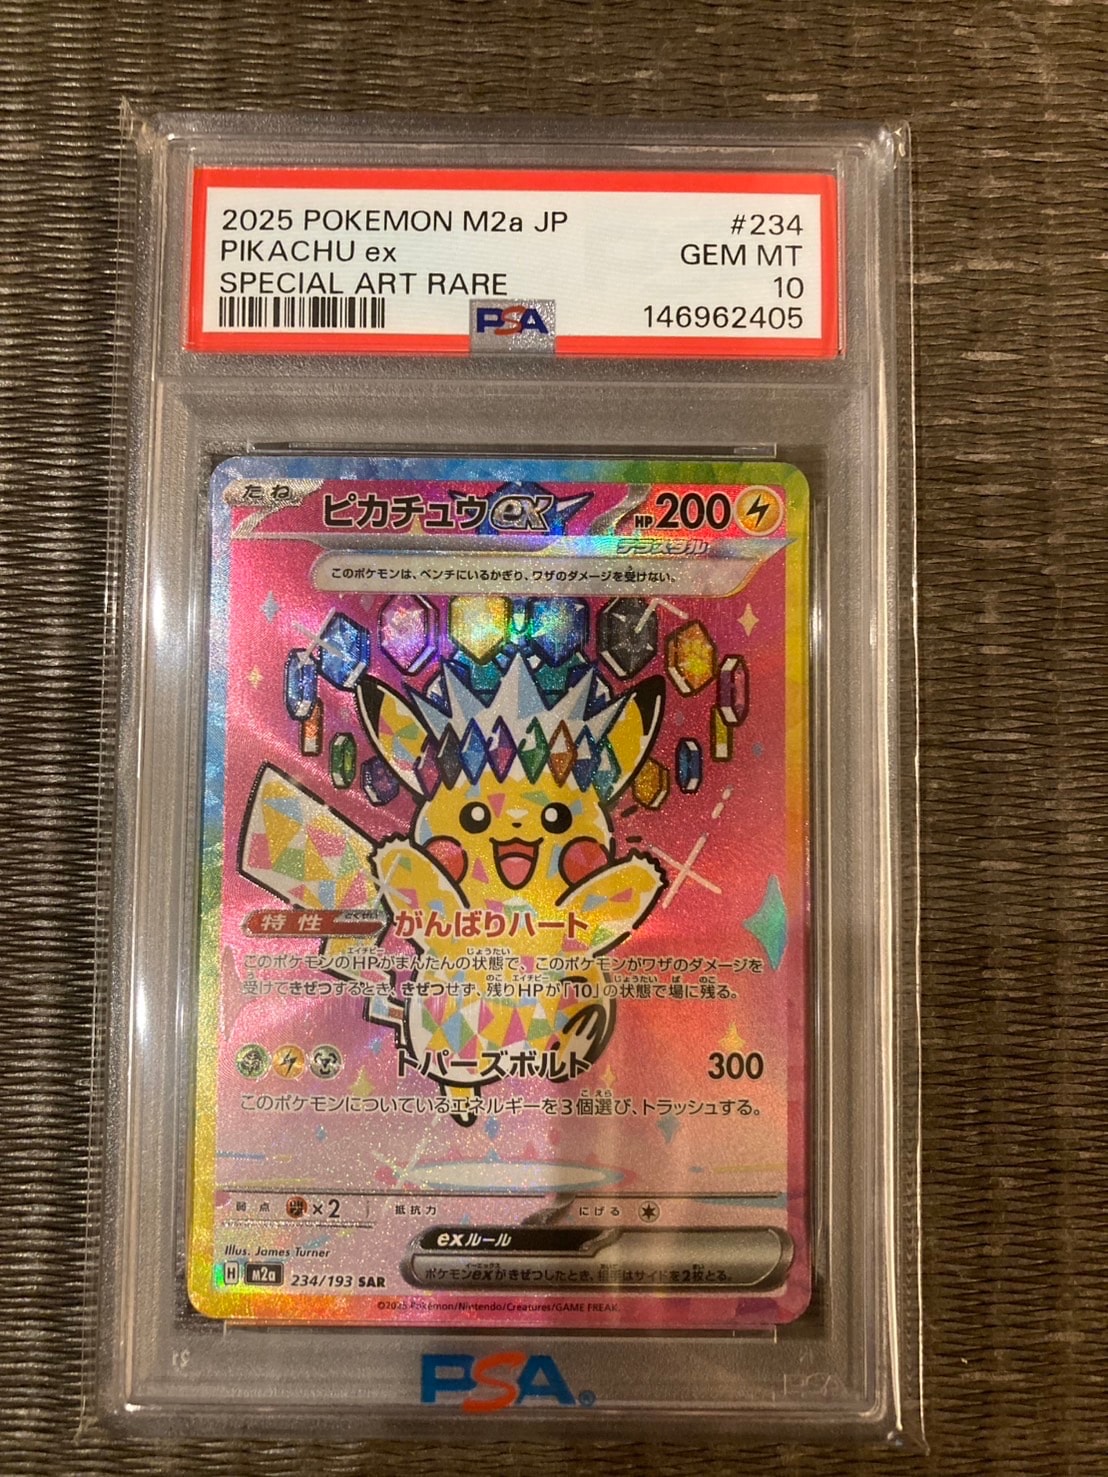 2025 POKEMON M2a JP #234
PIKACHU ex GEM MT
SPECIAL ART RARE 10
PSA 146962405
たね ピカチュウex HP200
テラスタル
このポケモンは、ベンチにいるかぎり、ワザのダメージを受けない。
特性 とくせい がんばりハート
このポケモンのHPがまんたんの状態で、このポケモンがワザのダメージを
受けてきぜつするとき、きぜつせず、残りHPが「10」の状態で場に残る。
トパーズボルト 300
このポケモンについているエネルギーを3個選び、トラッシュする。
弱点 ×2 抵抗力 にげる
exルール
ポケモンexがきぜつしたとき、相手はサイドを2枚とる。
Illus. James Turner
H M2a 234/193 SAR
©2025 Pokémon/Nintendo/Creatures/GAME FREAK
PSA®